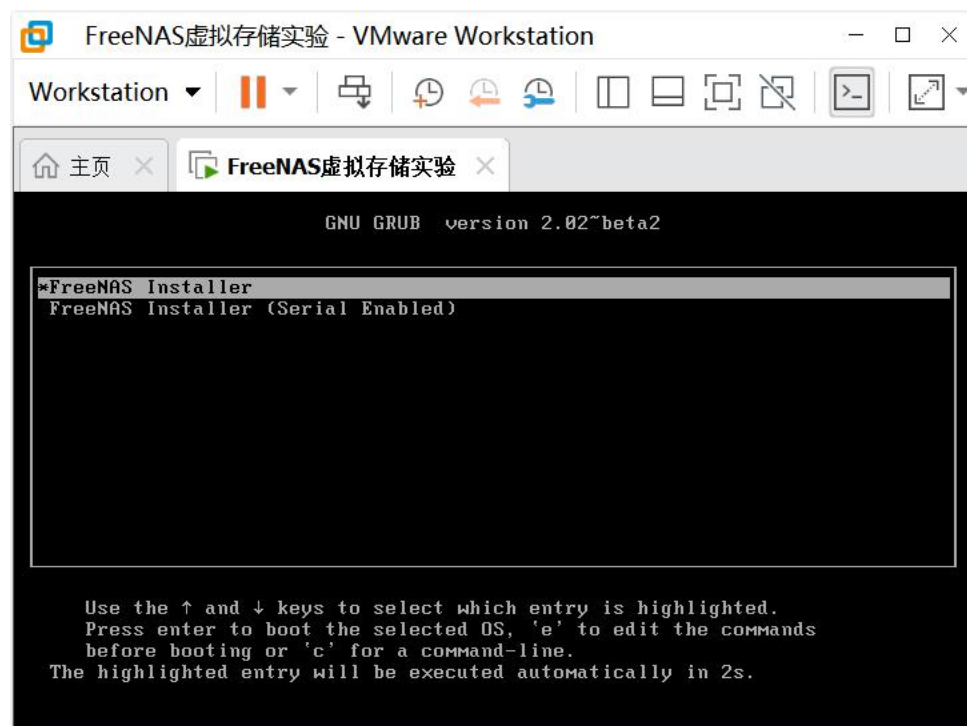 FreeNAS虚拟存储实验 - VMware Workstation
Workstation
主页
FreeNAS虚拟存储实验
GNU GRUB  version 2.02~beta2
*FreeNAS Installer
FreeNAS Installer (Serial Enabled)
Use the ↑ and ↓ keys to select which entry is highlighted.
Press enter to boot the selected OS, 'e' to edit the commands
before booting or 'c' for a command-line.
The highlighted entry will be executed automatically in 2s.